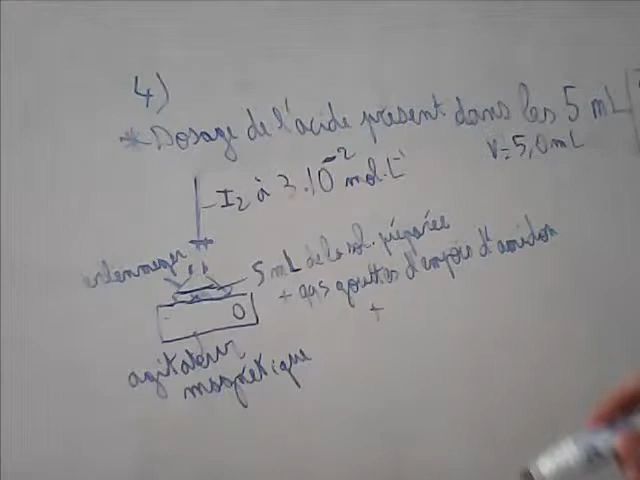 4)
* Dosage de l'acide présent dans les 5 mL
V = 5,0 mL
I2 à 3.10^-2 mol.L^-1
erlenmeyer
5 mL de la sol. préparée
+ qqs gouttes d'empois d'amidon
+
agitateur
magnétique